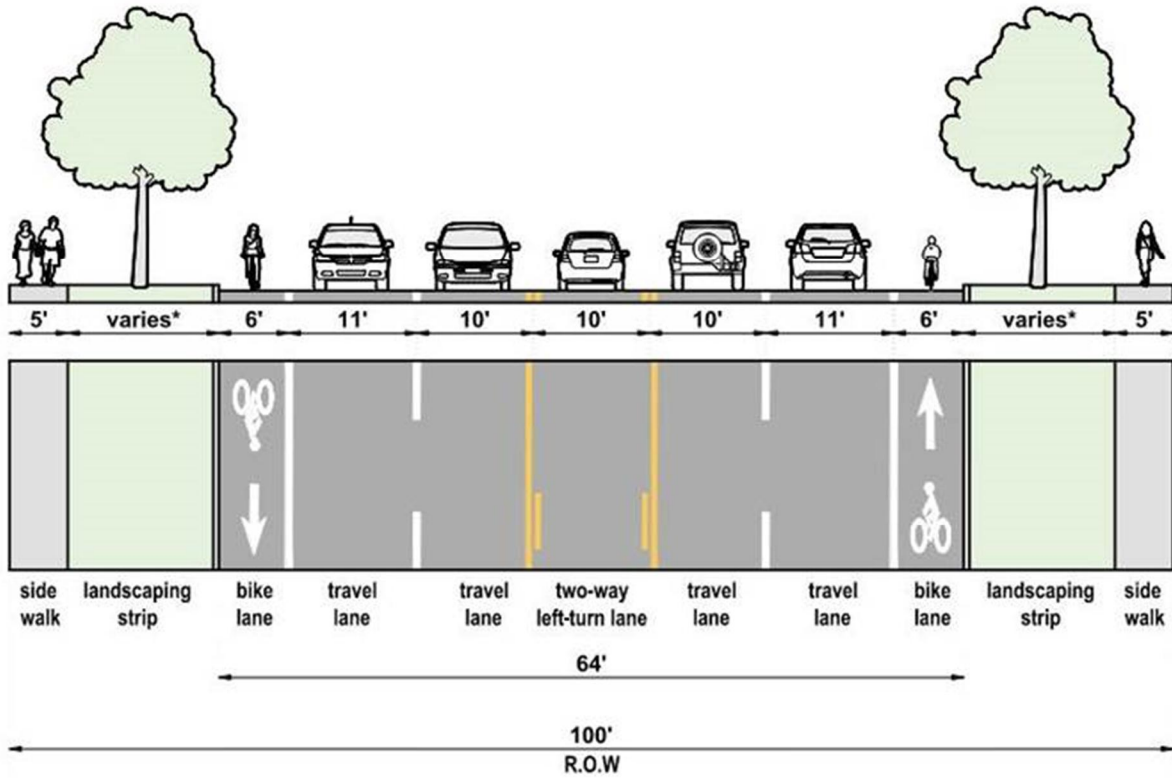 5' varies* 6' 11' 10' 10' 10' 11' 6' varies* 5'
side walk
landscaping strip
bike lane
travel lane
travel lane
two-way left-turn lane
travel lane
travel lane
bike lane
landscaping strip
side walk
64'
100'
R.O.W